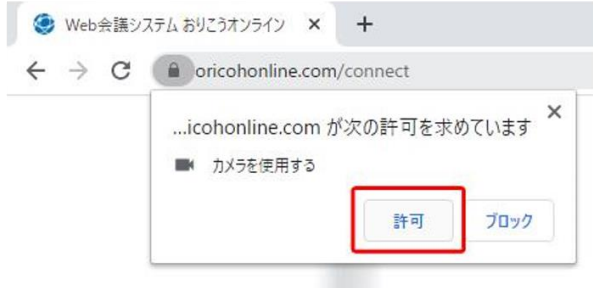 Web会議システム おりこうオンライン
oricohonline.com/connect
...icohonline.com が次の許可を求めています
カメラを使用する
許可 ブロック